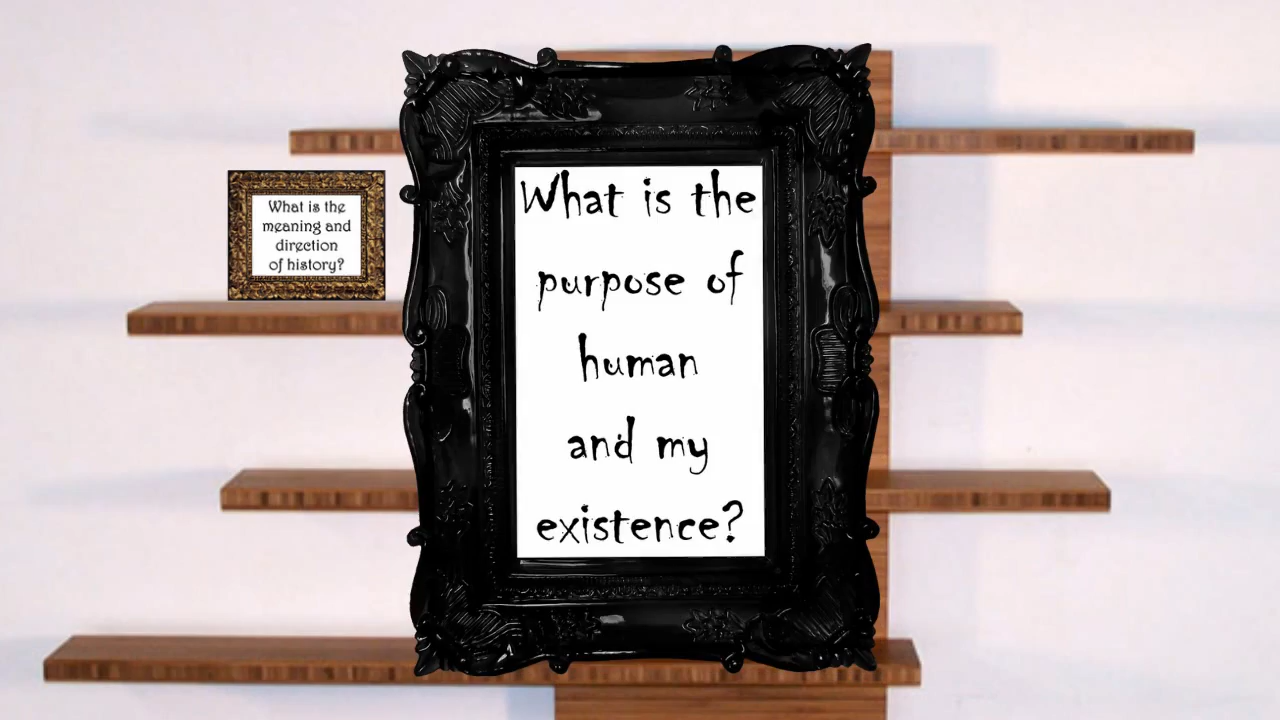 What is the
meaning and
direction
of history?
What is the
purpose of
human
and my
existence?